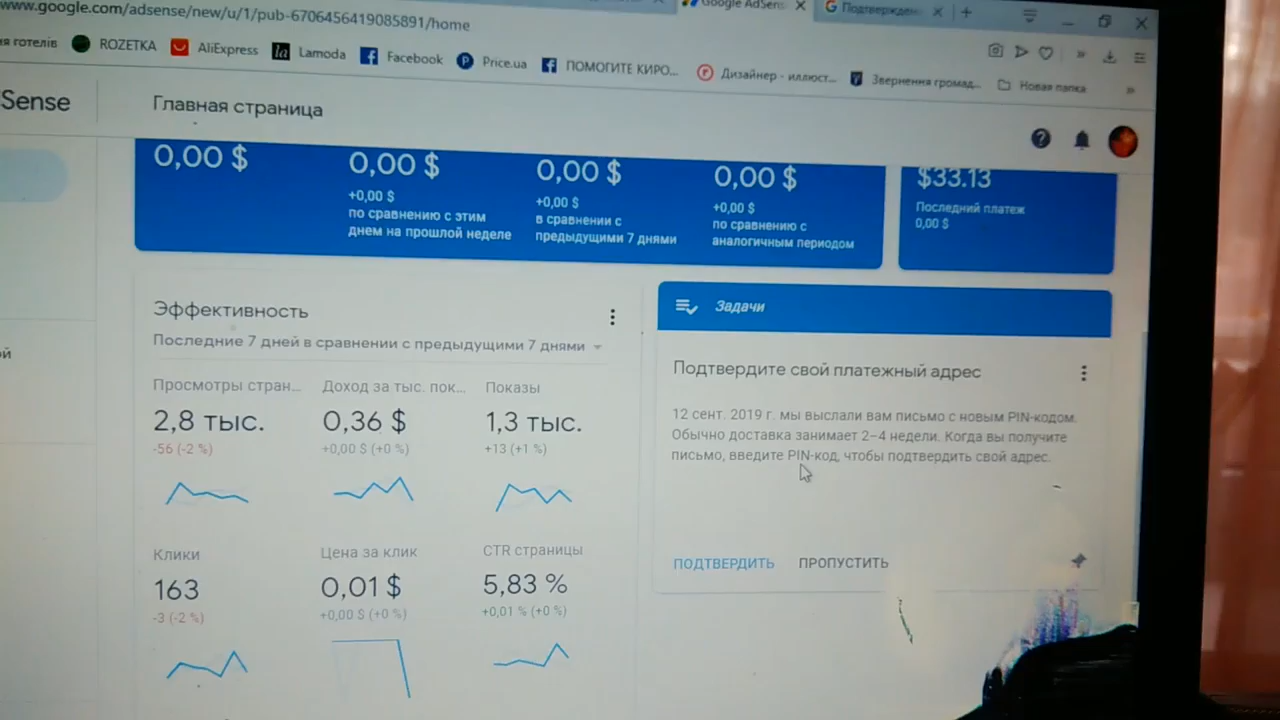 www.google.com/adsense/new/u/1/pub-6706456419085891/home
Google AdSens
Подтвержден
ня готелів
ROZETKA
AliExpress
la
Lamoda
Facebook
Price.ua
ПОМОГИТЕ КИРО...
Дизайнер - иллюст...
Звернення громад...
Новая папка
Sense
Главная страница
0,00 $
0,00 $
+0,00 $
по сравнению с этим
днем на прошлой неделе
0,00 $
+0,00 $
в сравнении с
предыдущими 7 днями
0,00 $
+0,00 $
по сравнению с
аналогичным периодом
$33.13
Последний платеж
0,00 $
Эффективность
Последние 7 дней в сравнении с предыдущими 7 днями
Просмотры стран...
2,8 тыс.
-56 (-2 %)
Доход за тыс. пок...
0,36 $
+0,00 $ (+0 %)
Показы
1,3 тыс.
+13 (+1 %)
Клики
163
-3 (-2 %)
Цена за клик
0,01 $
+0,00 $ (+0 %)
CTR страницы
5,83 %
+0,01 % (+0 %)
Задачи
Подтвердите свой платежный адрес
12 сент. 2019 г. мы выслали вам письмо с новым PIN-кодом.
Обычно доставка занимает 2–4 недели. Когда вы получите
письмо, введите PIN-код, чтобы подтвердить свой адрес.
ПОДТВЕРДИТЬ
ПРОПУСТИТЬ
ой